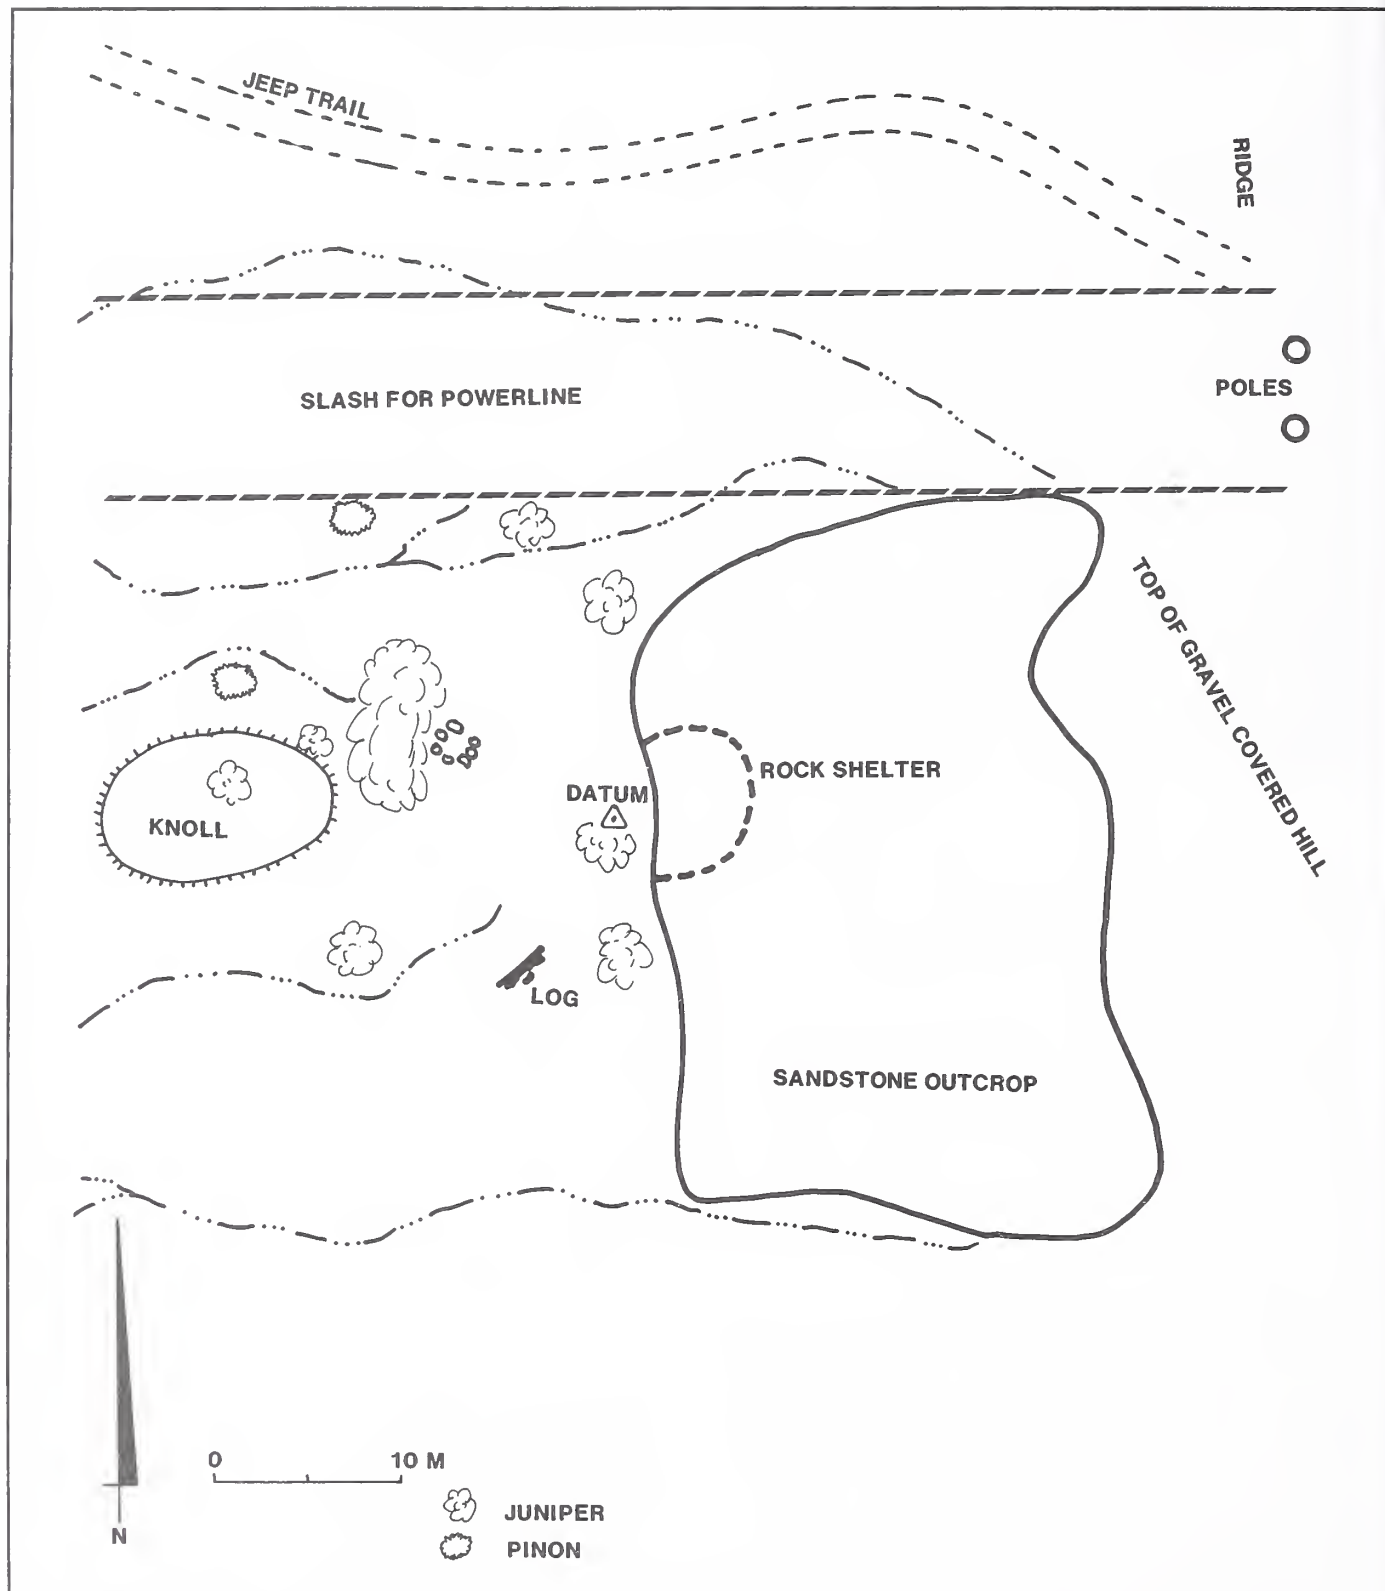 JEEP TRAIL
RIDGE
SLASH FOR POWERLINE
POLES
TOP OF GRAVEL COVERED HILL
ROCK SHELTER
DATUM
KNOLL
LOG
SANDSTONE OUTCROP
0 10 M
JUNIPER
N
PINON